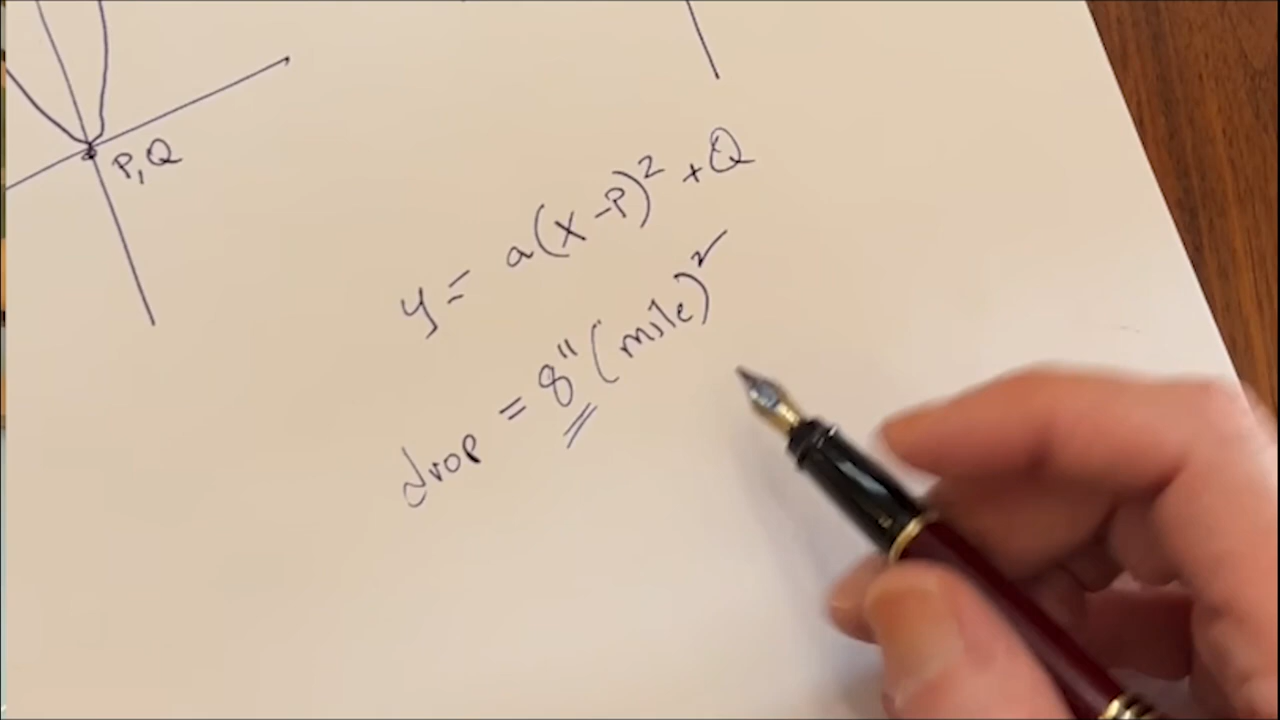 P, Q
y = a(x-P)² + Q
drop = 8"(mile)²